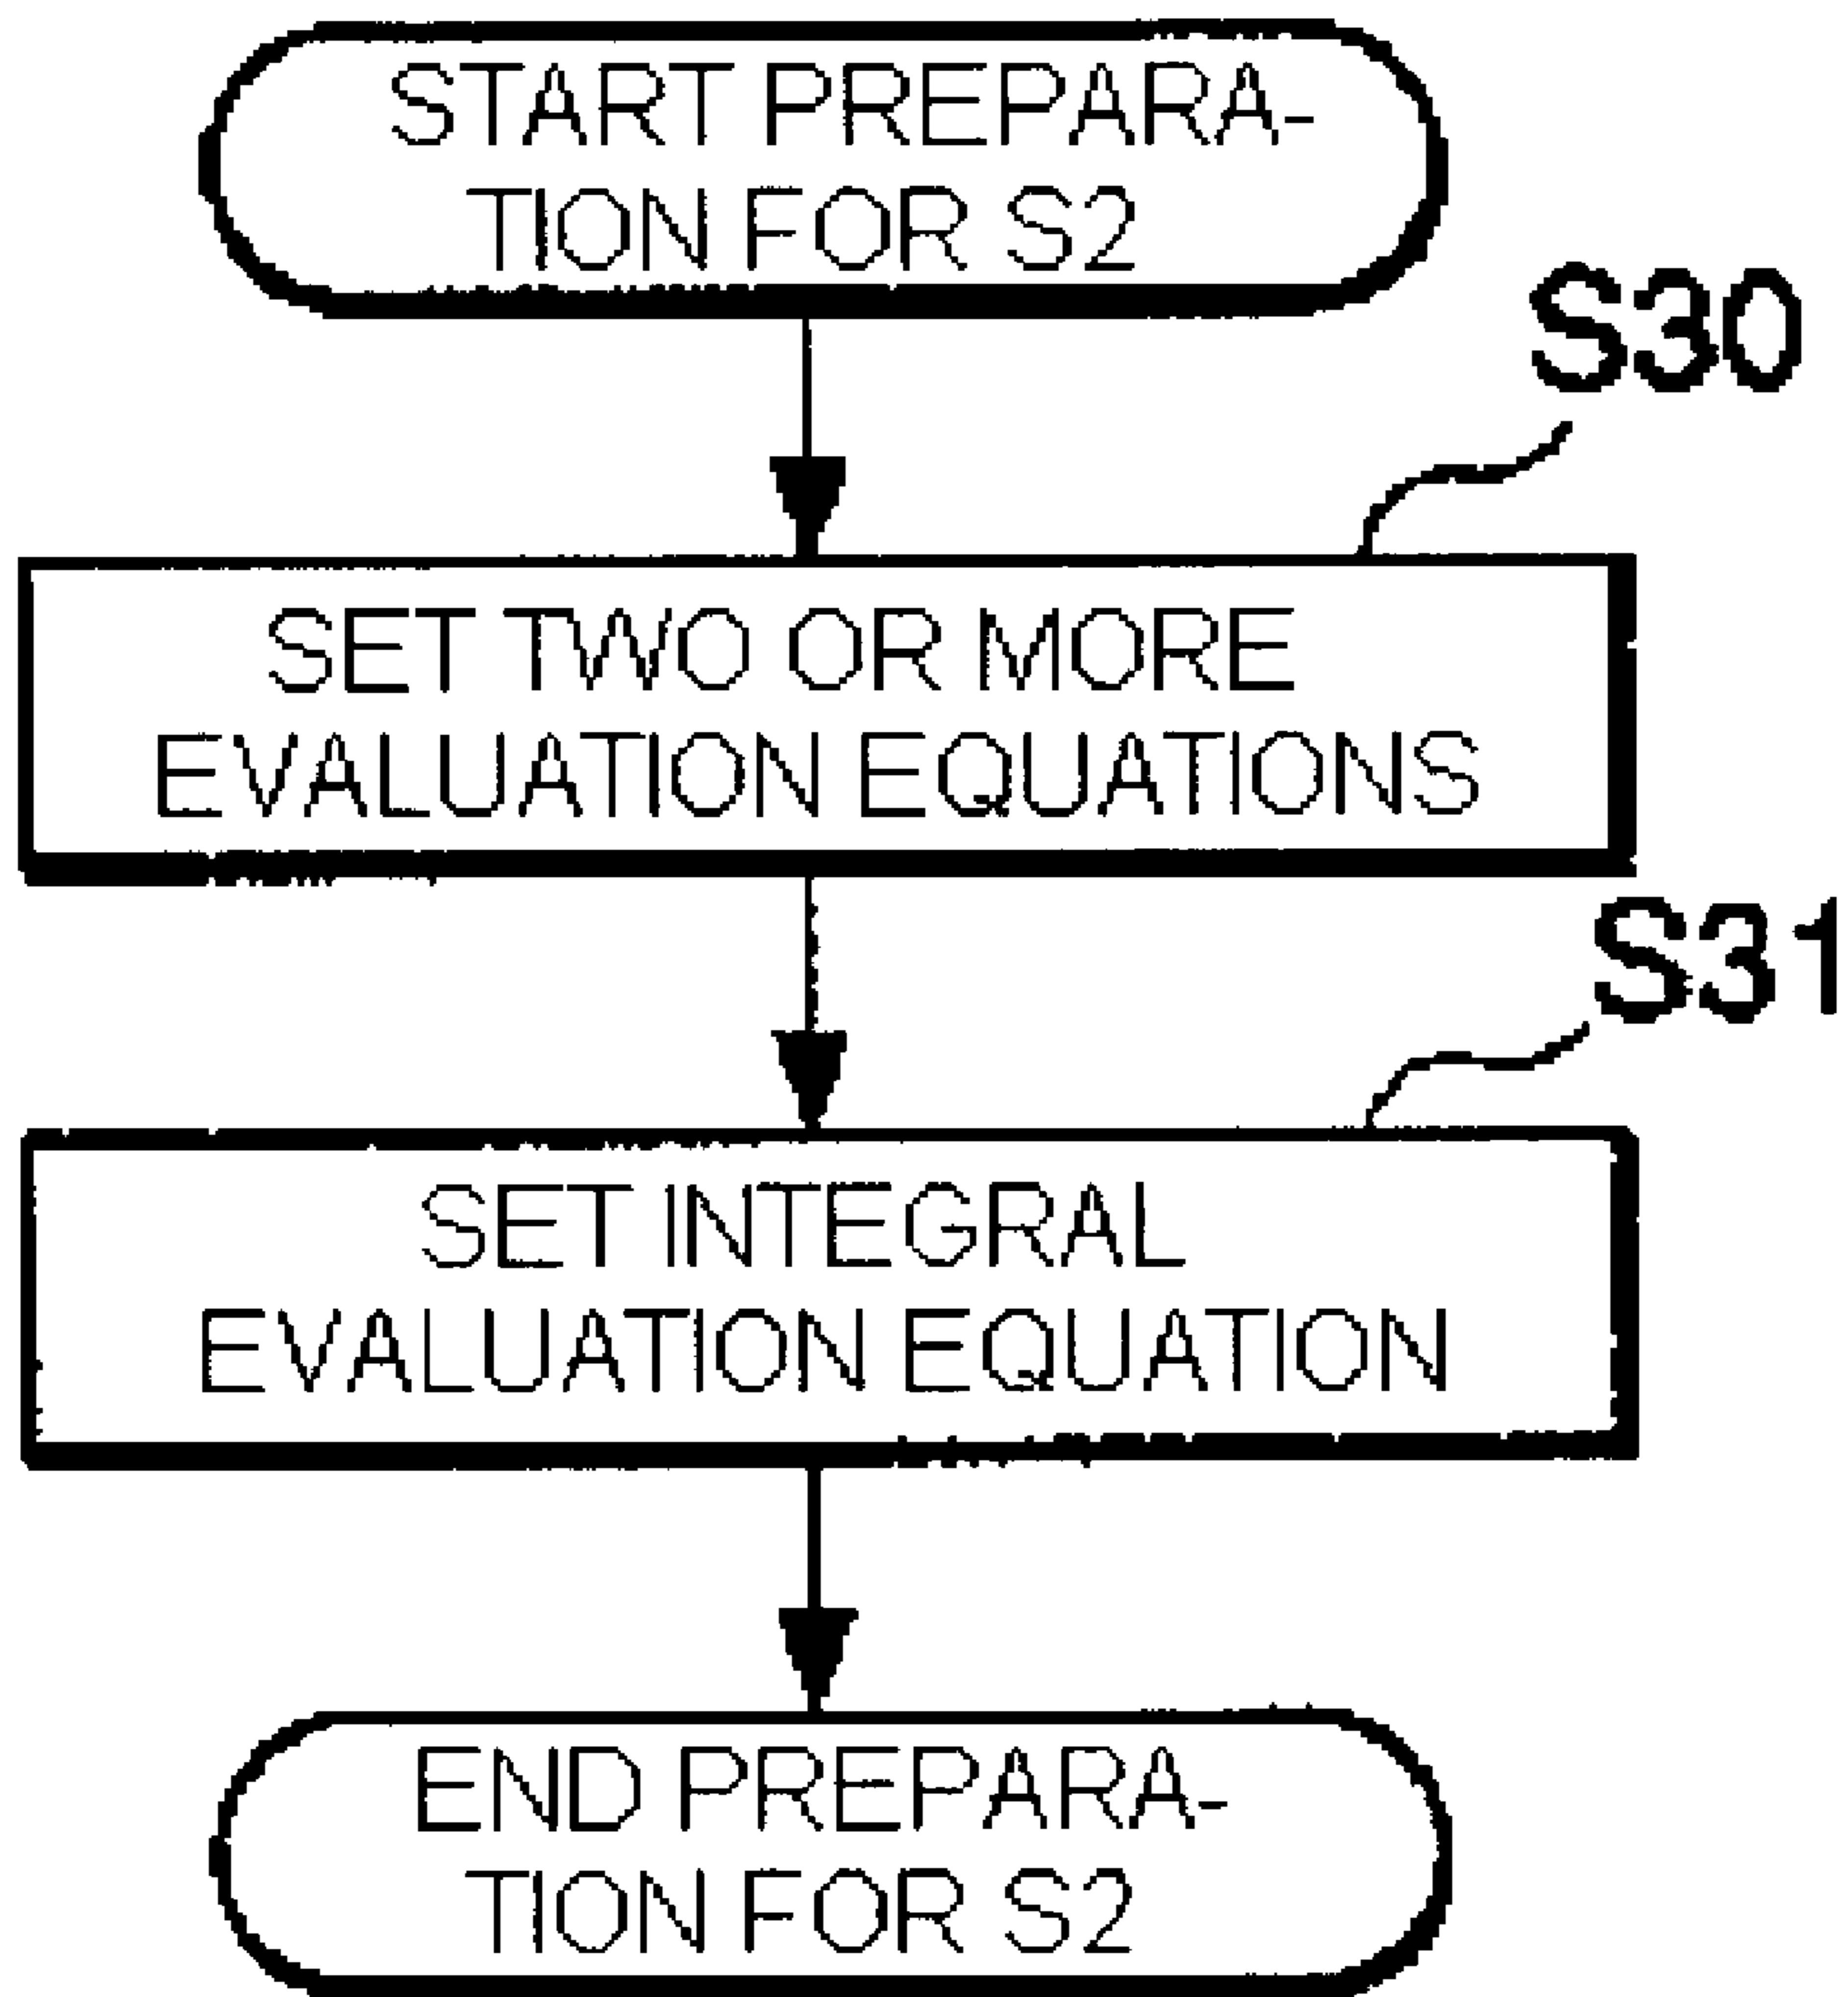 START PREPARA-
TION FOR S2
S30
SET TWO OR MORE
EVALUATION EQUATIONS
S31
SET INTEGRAL
EVALUATION EQUATION
END PREPARA-
TION FOR S2